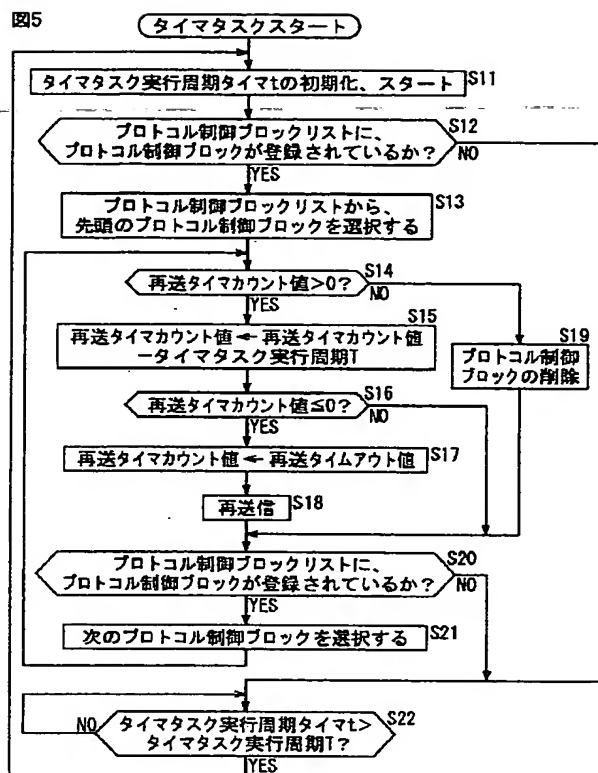 図5
タイマタスクスタート
タイマタスク実行周期タイマtの初期化、スタート
S11
プロトコル制御ブロックリストに、
プロトコル制御ブロックが登録されているか?
S12
NO
YES
プロトコル制御ブロックリストから、
先頭のプロトコル制御ブロックを選択する
S13
再送タイマカウント値>0?
S14
NO
YES
再送タイマカウント値 ← 再送タイマカウント値
−タイマタスク実行周期T
S15
プロトコル制御
ブロックの削除
S19
再送タイマカウント値≦0?
S16
NO
YES
再送タイマカウント値 ← 再送タイムアウト値
S17
再送信
S18
プロトコル制御ブロックリストに、
プロトコル制御ブロックが登録されているか?
S20
NO
YES
次のプロトコル制御ブロックを選択する
S21
NO
タイマタスク実行周期タイマt>
タイマタスク実行周期T?
S22
YES